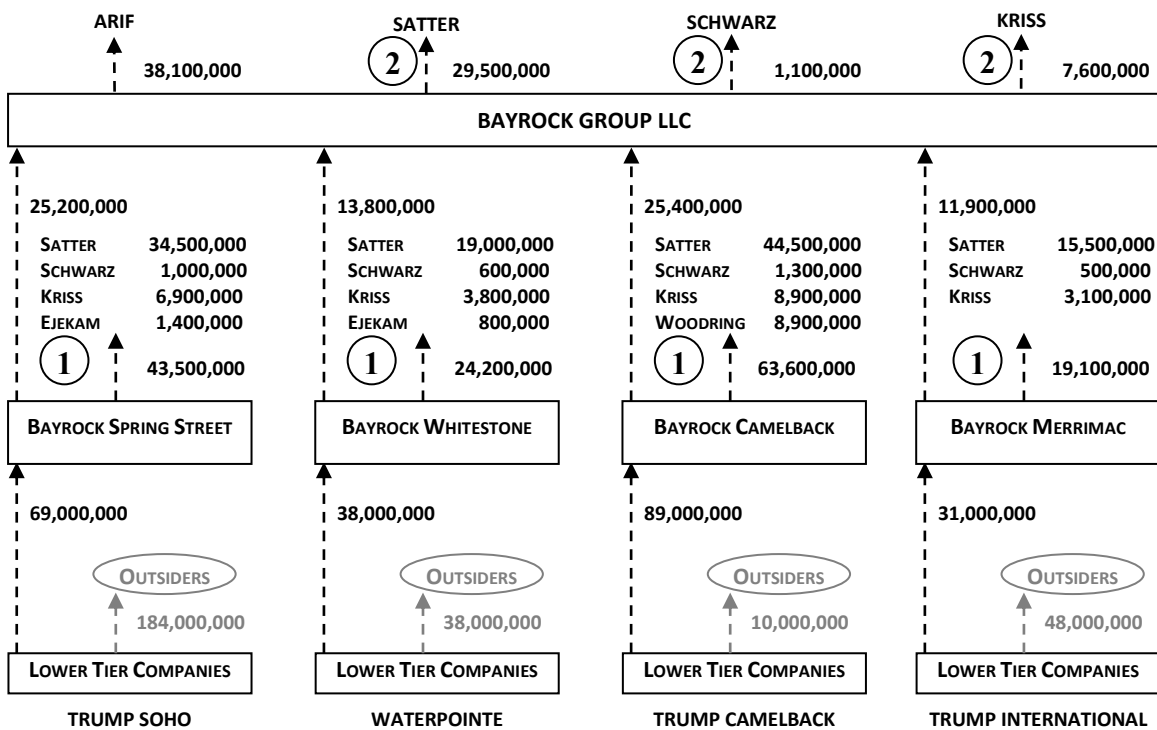 ARIF SATTER SCHWARZ KRISS
2 2 2
38,100,000 29,500,000 1,100,000 7,600,000
BAYROCK GROUP LLC
25,200,000 13,800,000 25,400,000 11,900,000
SATTER 34,500,000 SATTER 19,000,000 SATTER 44,500,000 SATTER 15,500,000
SCHWARZ 1,000,000 SCHWARZ 600,000 SCHWARZ 1,300,000 SCHWARZ 500,000
KRISS 6,900,000 KRISS 3,800,000 KRISS 8,900,000 KRISS 3,100,000
EJEKAM 1,400,000 EJEKAM 800,000 WOODRING 8,900,000
1 43,500,000 1 24,200,000 1 63,600,000 1 19,100,000
BAYROCK SPRING STREET BAYROCK WHITESTONE BAYROCK CAMELBACK BAYROCK MERRIMAC
69,000,000 38,000,000 89,000,000 31,000,000
OUTSIDERS OUTSIDERS OUTSIDERS OUTSIDERS
184,000,000 38,000,000 10,000,000 48,000,000
LOWER TIER COMPANIES LOWER TIER COMPANIES LOWER TIER COMPANIES LOWER TIER COMPANIES
TRUMP SOHO WATERPOINTE TRUMP CAMELBACK TRUMP INTERNATIONAL